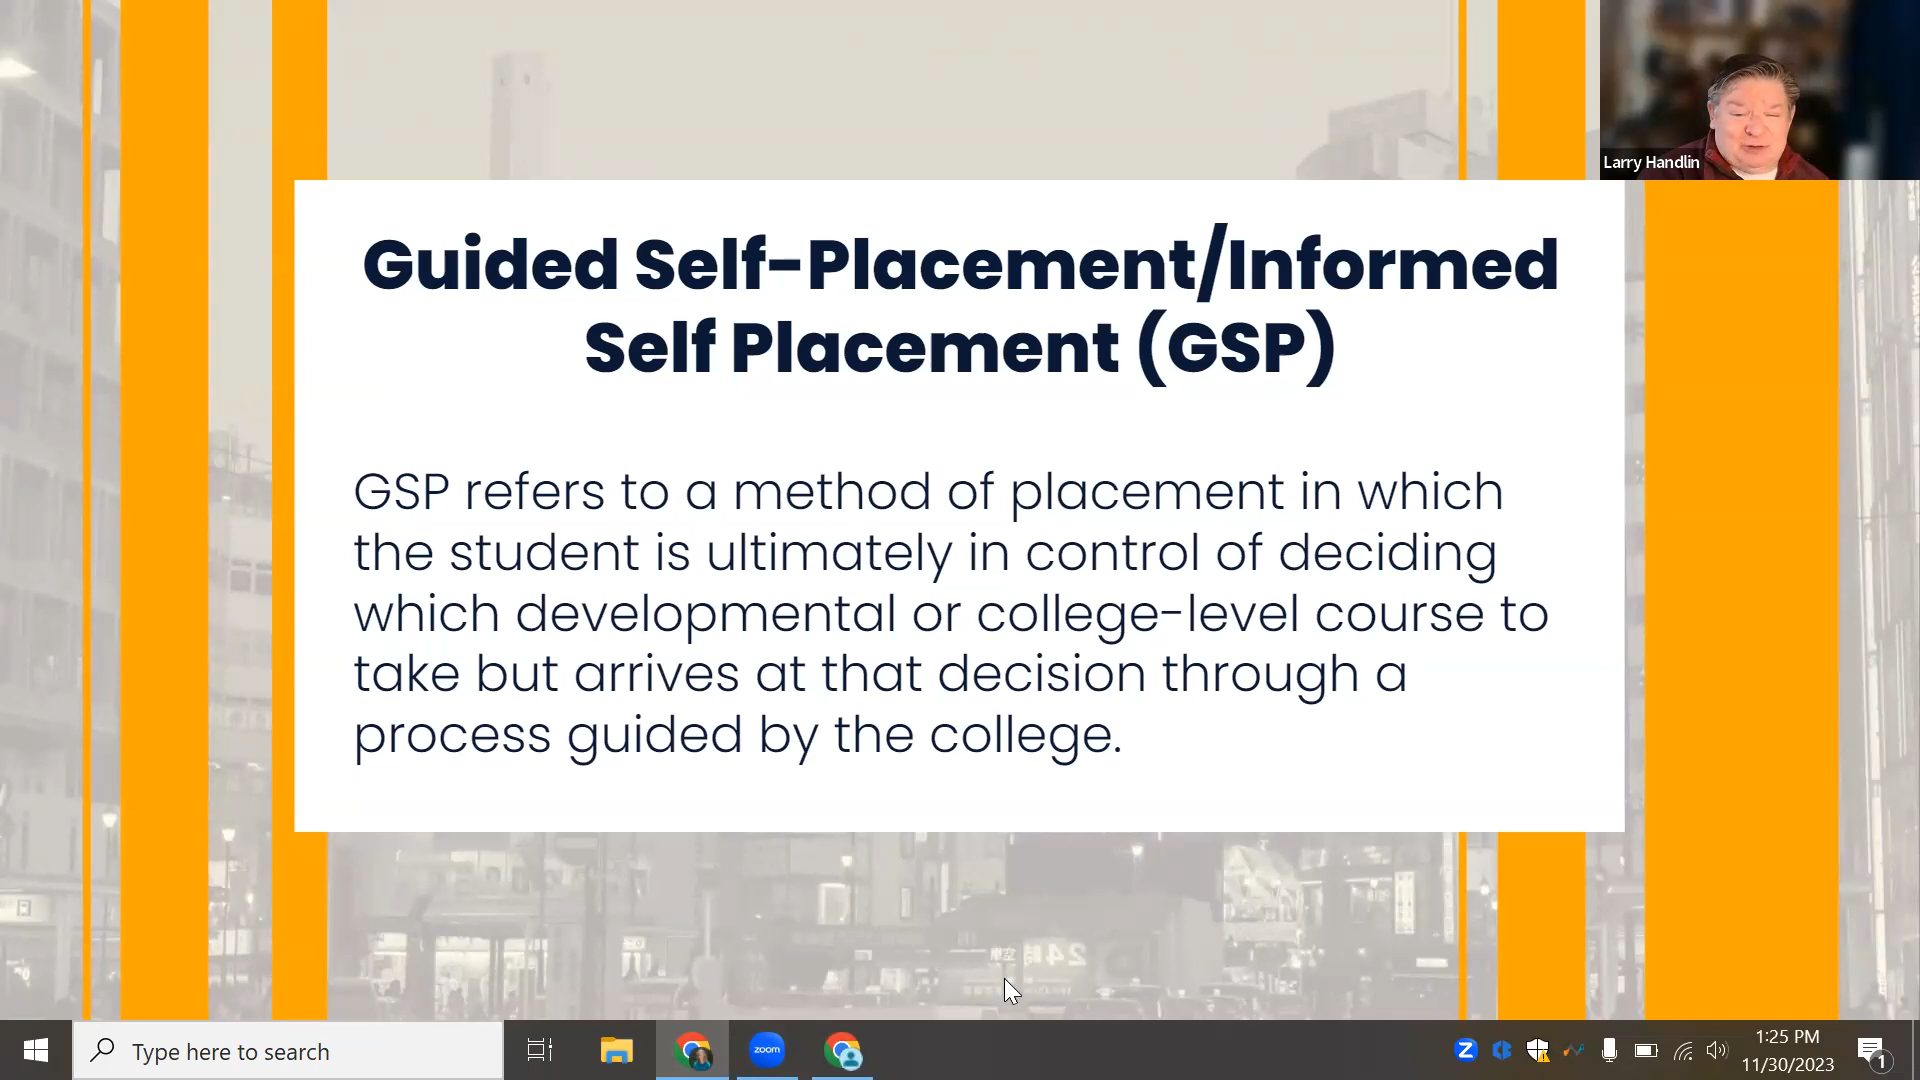 Larry Handlin
Guided Self-Placement/Informed
Self Placement (GSP)
GSP refers to a method of placement in which
the student is ultimately in control of deciding
which developmental or college-level course to
take but arrives at that decision through a
process guided by the college.
Type here to search
zoom
Z
1:25 PM
11/30/2023
1